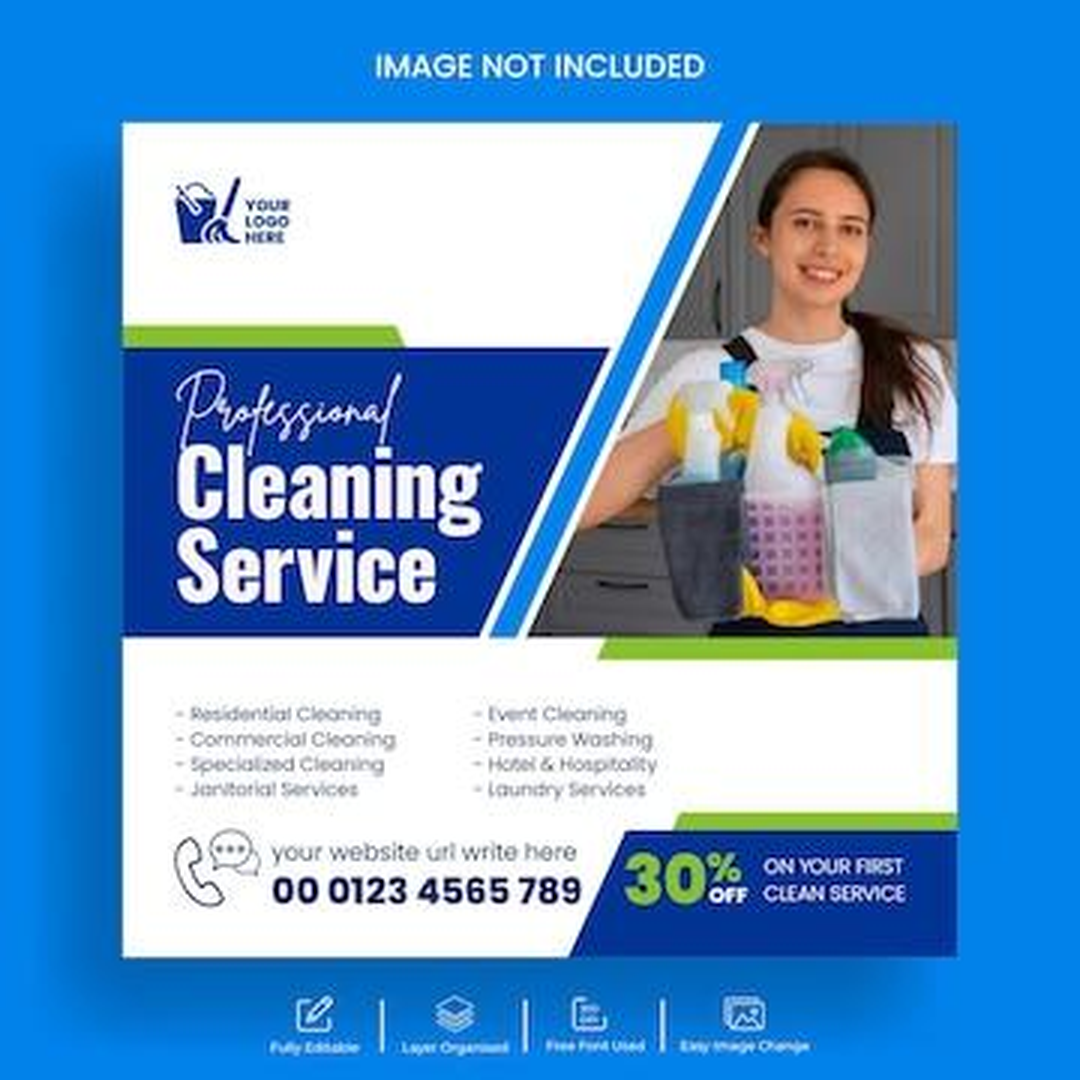 IMAGE NOT INCLUDED
YOUR
LOGO
HERE
Professional
Cleaning
Service
- Residential Cleaning
- Commercial Cleaning
- Specialized Cleaning
- Janitorial Services
- Event Cleaning
- Pressure Washing
- Hotel & Hospitality
- Laundry Services
your website url write here
00 0123 4565 789
30% OFF
ON YOUR FIRST
CLEAN SERVICE
Fully Editable
Layer Organised
Free Font Used
Easy Image Change